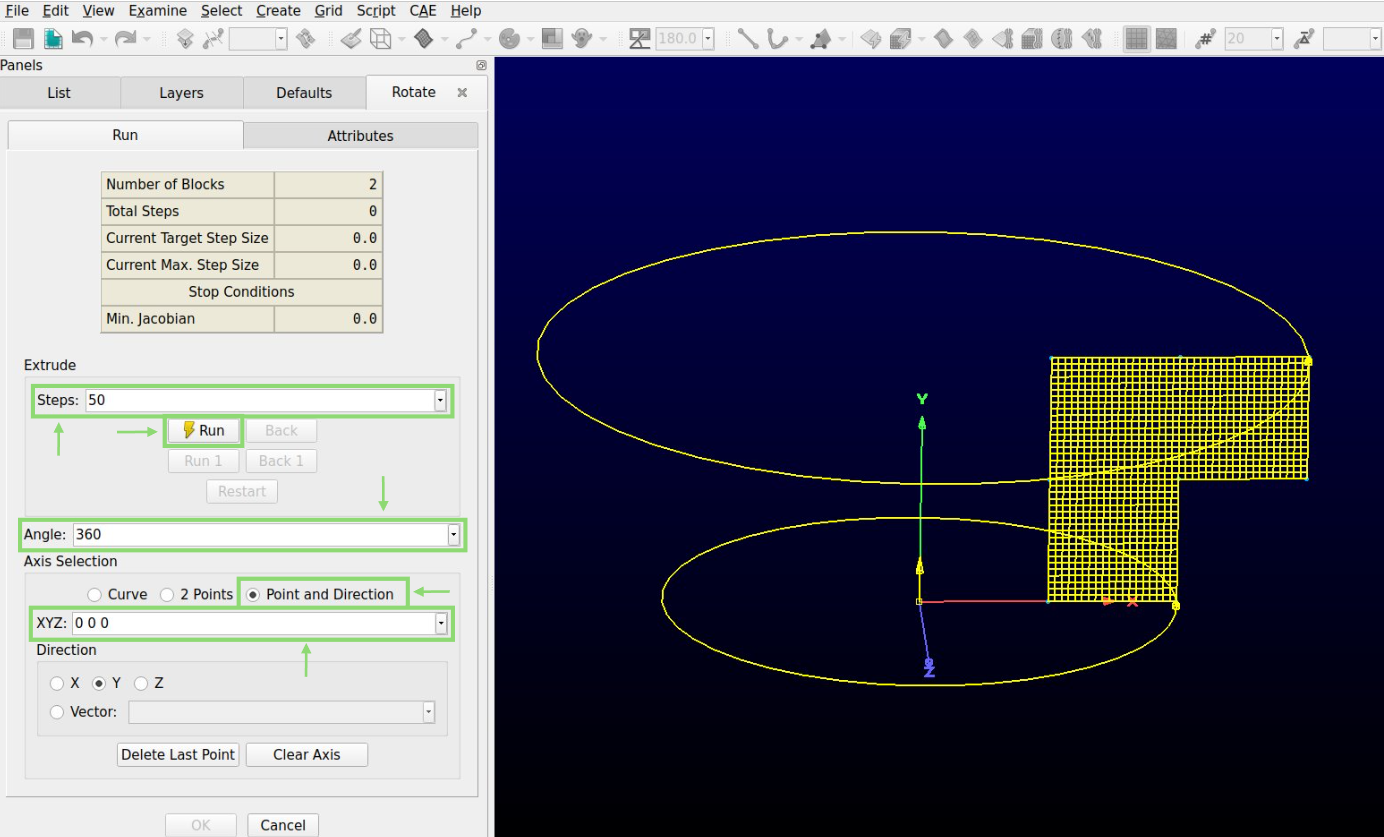 File Edit View Examine Select Create Grid Script CAE Help
180.0 20
Panels
List Layers Defaults Rotate
Run Attributes
Number of Blocks 2
Total Steps 0
Current Target Step Size 0.0
Current Max. Step Size 0.0
Stop Conditions
Min. Jacobian 0.0
Extrude
Steps: 50
Run Back
Run 1 Back 1
Restart
Angle: 360
Axis Selection
Curve 2 Points Point and Direction
XYZ: 0 0 0
Direction
X Y Z
Vector:
Delete Last Point Clear Axis
OK Cancel
Y
X
Z